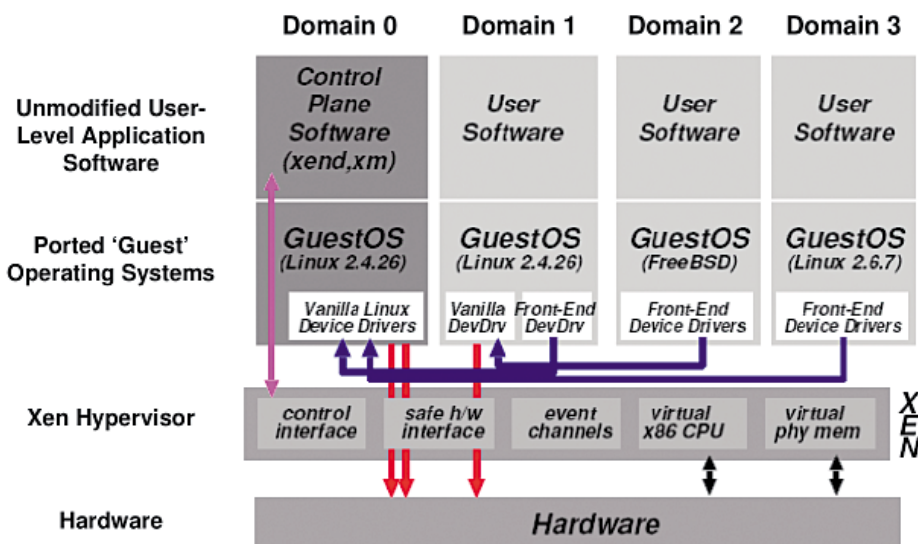 Domain 0
Domain 1
Domain 2
Domain 3
Unmodified User-
Level Application
Software
Control
Plane
Software
(xend,xm)
User
Software
User
Software
User
Software
Ported ‘Guest’
Operating Systems
GuestOS
(Linux 2.4.26)
GuestOS
(Linux 2.4.26)
GuestOS
(FreeBSD)
GuestOS
(Linux 2.6.7)
Vanilla Linux
Device Drivers
Vanilla
DevDrv
Front-End
DevDrv
Front-End
Device Drivers
Front-End
Device Drivers
Xen Hypervisor
control
interface
safe h/w
interface
event
channels
virtual
x86 CPU
virtual
phy mem
XEN
Hardware
Hardware